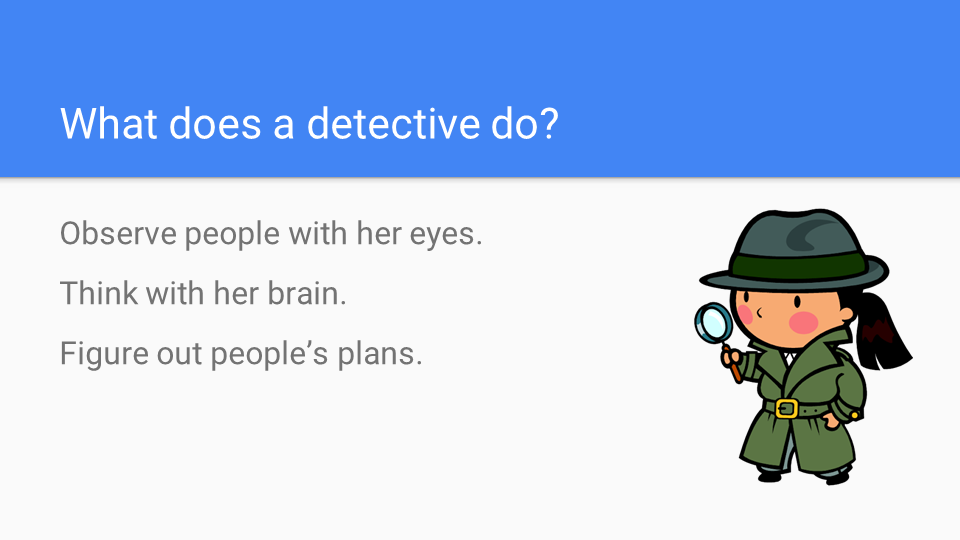 What does a detective do?
Observe people with her eyes.
Think with her brain.
Figure out people’s plans.